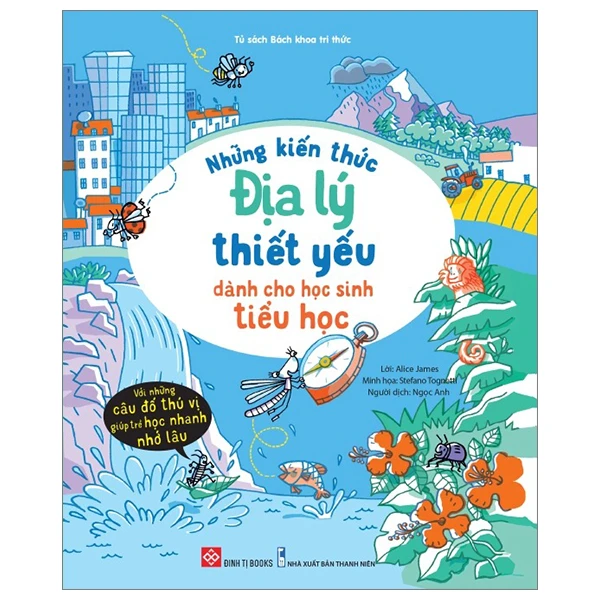 Tủ sách Bách khoa tri thức
Những kiến thức
Địa lý
thiết yếu
dành cho học sinh
tiểu học
Lời: Alice James
Minh họa: Stefano Tognetti
Người dịch: Ngọc Anh
Với những
câu đố thú vị
giúp trẻ học nhanh
nhớ lâu
ĐINH TỊ BOOKS
NHÀ XUẤT BẢN THANH NIÊN